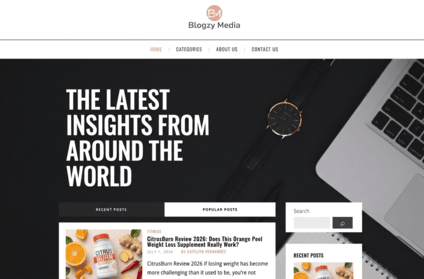 BM
Blogzy Media
HOME / CATEGORIES / ABOUT US / CONTACT US
THE LATEST
INSIGHTS FROM
AROUND THE
WORLD
RECENT POSTS
POPULAR POSTS
Search
FITNESS
CitrusBurn Review 2026: Does This Orange Peel
Weight Loss Supplement Really Work?
CitrusBurn Review 2026 If losing weight has become
more challenging than it used to be, you're not
RECENT POSTS
CITRUS
BURN